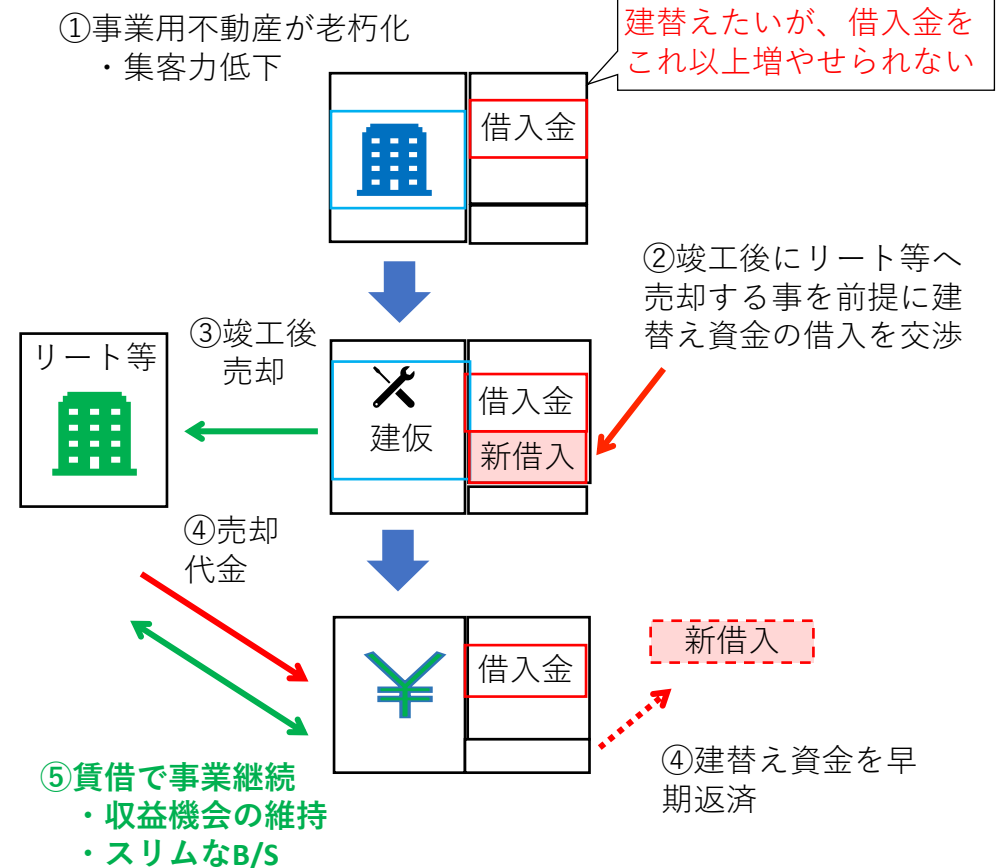 ①事業用不動産が老朽化
・集客力低下
建替えたいが、借入金を
これ以上増やせられない
借入金
②竣工後にリート等へ
売却する事を前提に建
替え資金の借入を交渉
③竣工後
売却
リート等
建仮
借入金
新借入
④売却
代金
¥
借入金
新借入
④建替え資金を早
期返済
⑤賃借で事業継続
・収益機会の維持
・スリムなB/S